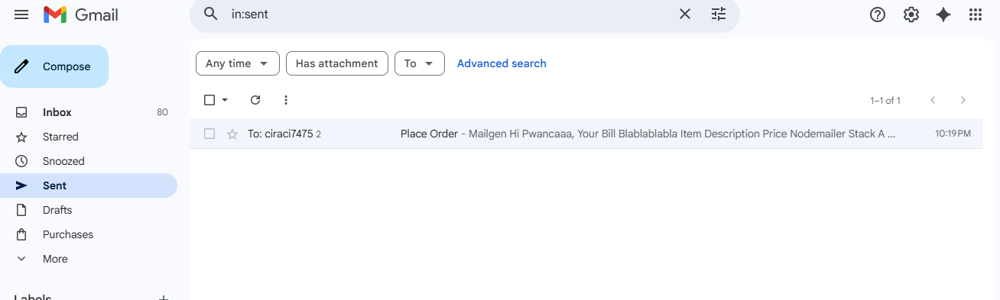 Gmail
in:sent
Compose
Any time Has attachment To Advanced search
1–1 of 1
Inbox 80
Starred
Snoozed
Sent
Drafts
Purchases
More
Labels
To: ciraci7475 2 Place Order - Mailgen Hi Pwancaaa, Your Bill Blablablabla Item Description Price Nodemailer Stack A ... 10:19 PM